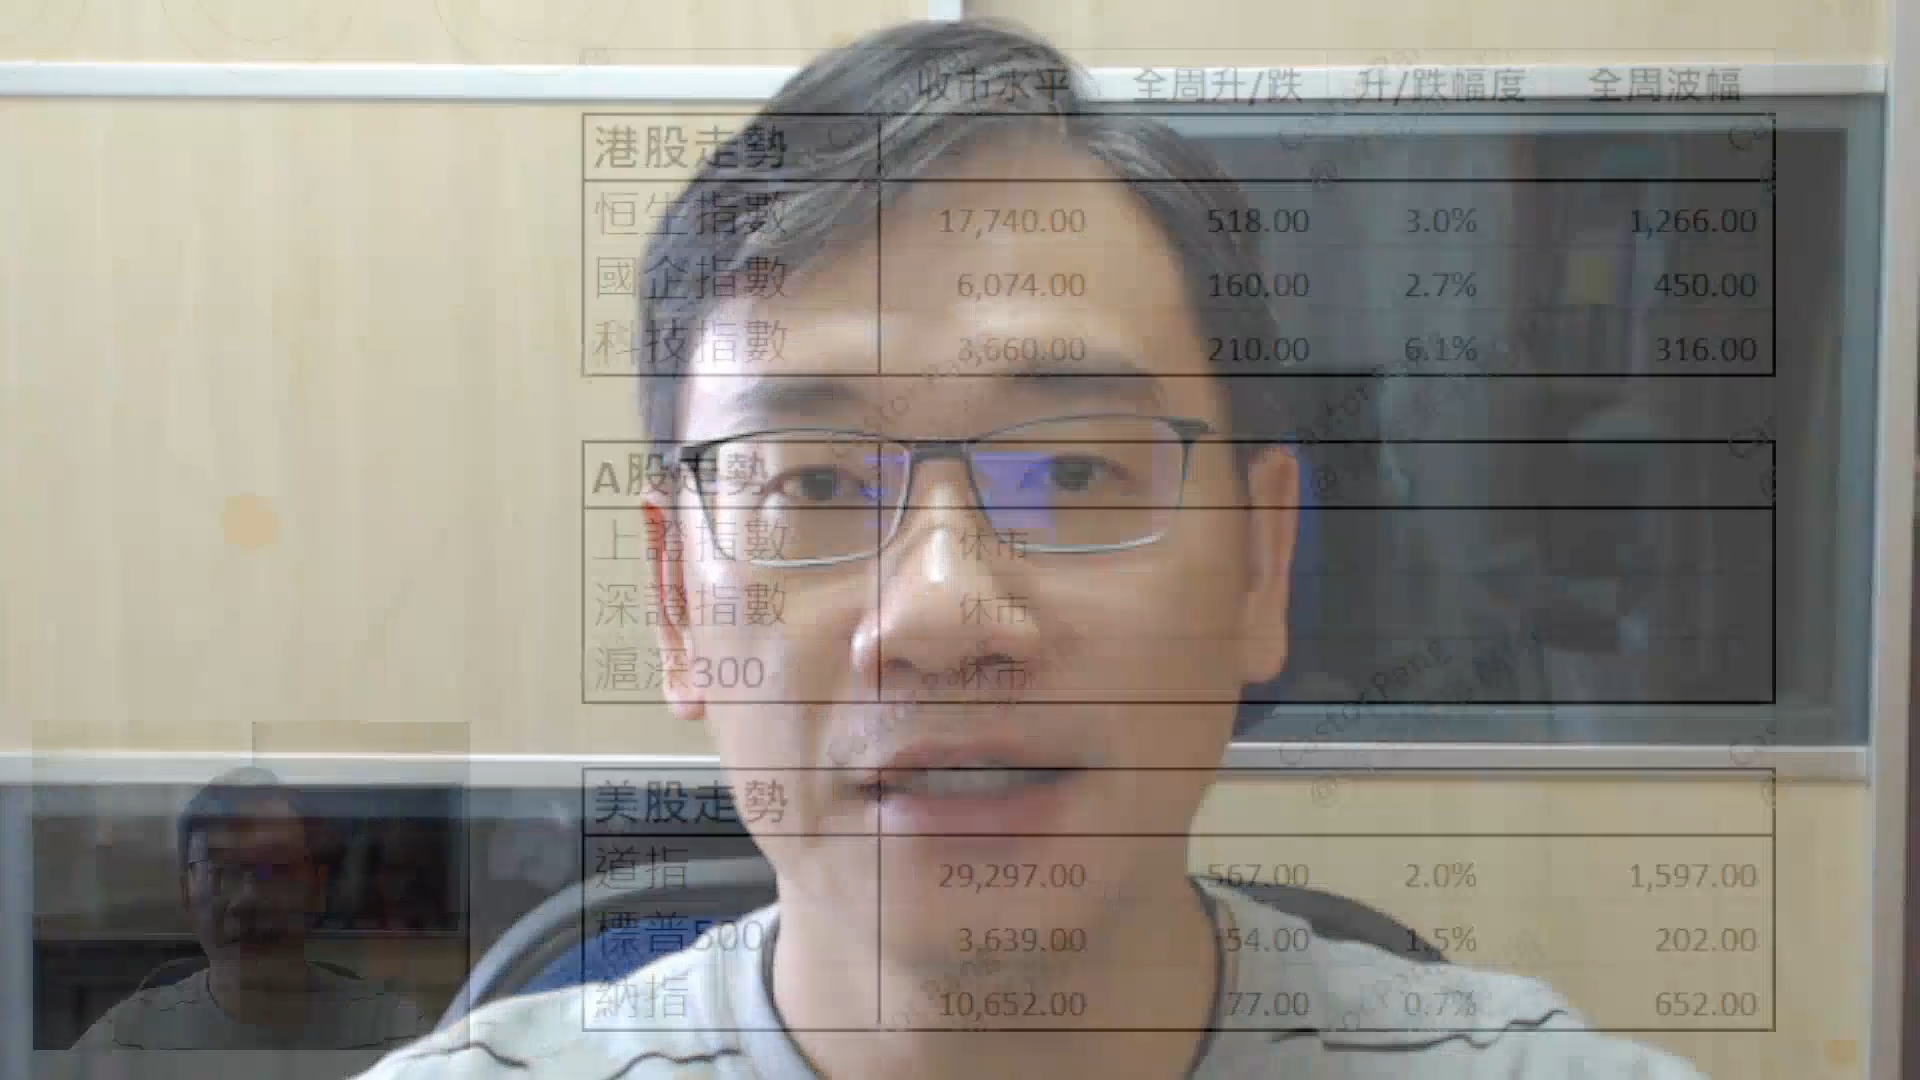 收市水平 全周升/跌 升/跌幅度 全周波幅
港股走勢
恒生指數 17,740.00 518.00 3.0% 1,266.00
國企指數 6,074.00 160.00 2.7% 450.00
科技指數 3,660.00 210.00 6.1% 316.00
A股走勢
上證指數 休市
深證指數 休市
滬深300 休市
美股走勢
道指 29,297.00 567.00 2.0% 1,597.00
標普500 3,639.00 54.00 1.5% 202.00
納指 10,652.00 77.00 0.7% 652.00
Castor Pang